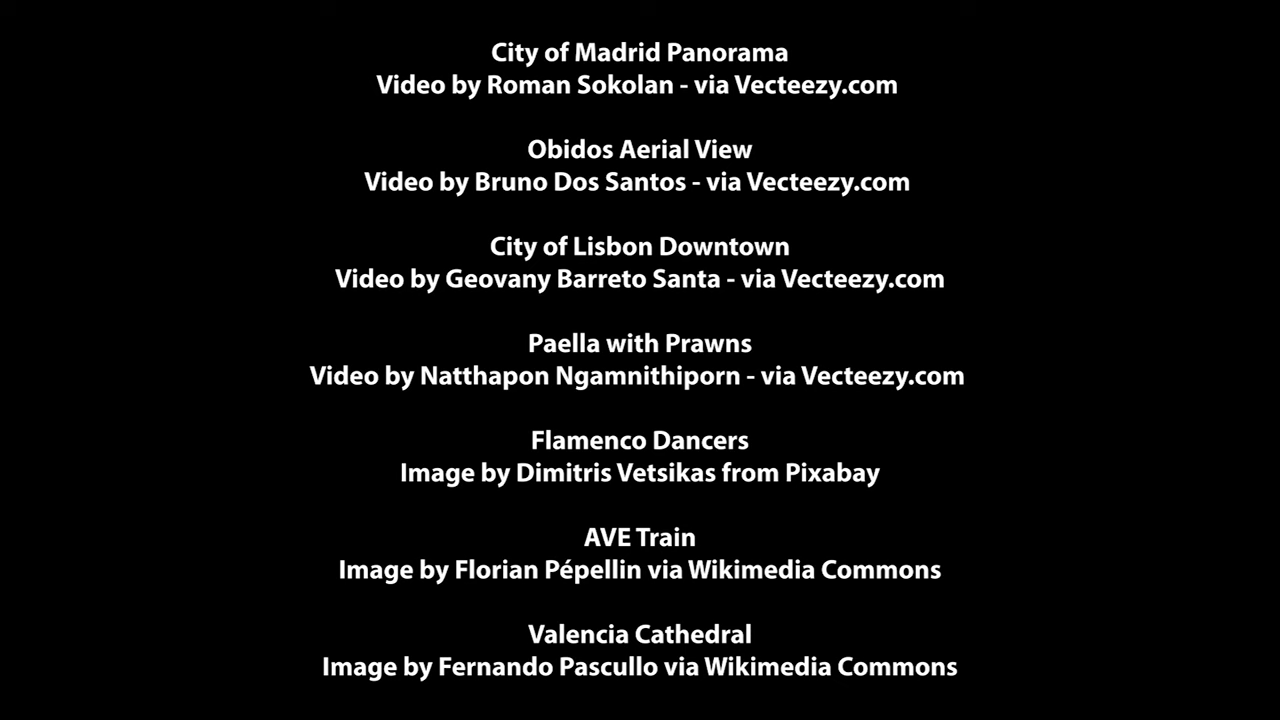 City of Madrid Panorama
Video by Roman Sokolan - via Vecteezy.com
Obidos Aerial View
Video by Bruno Dos Santos - via Vecteezy.com
City of Lisbon Downtown
Video by Geovany Barreto Santa - via Vecteezy.com
Paella with Prawns
Video by Natthapon Ngamnithiporn - via Vecteezy.com
Flamenco Dancers
Image by Dimitris Vetsikas from Pixabay
AVE Train
Image by Florian Pépellin via Wikimedia Commons
Valencia Cathedral
Image by Fernando Pascullo via Wikimedia Commons